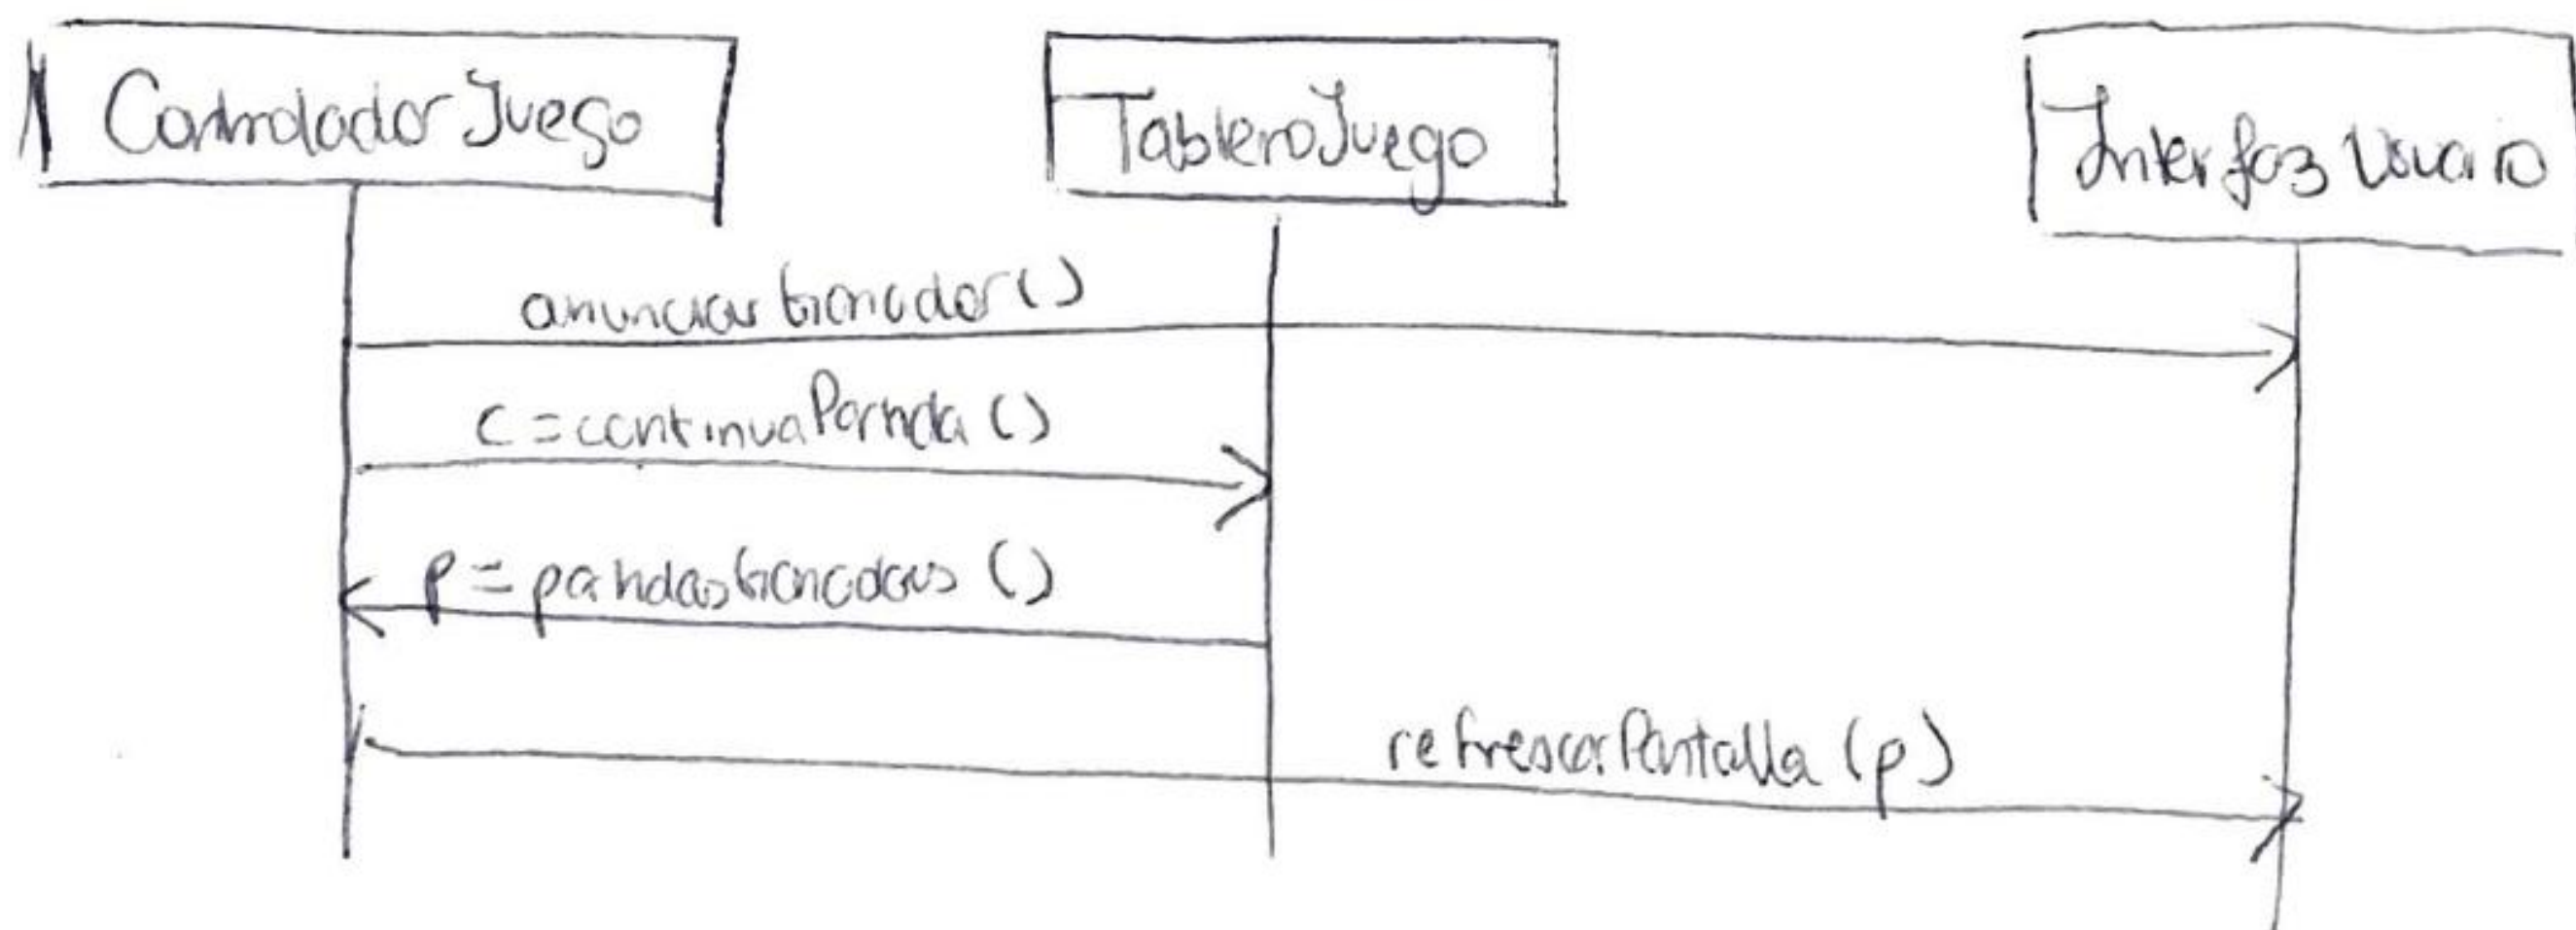 ControladorJuego
TableroJuego
InterfazUsuario
anunciarGanador()
c=continuaPartida()
p=partidasGanadas()
refrescarPantalla(p)